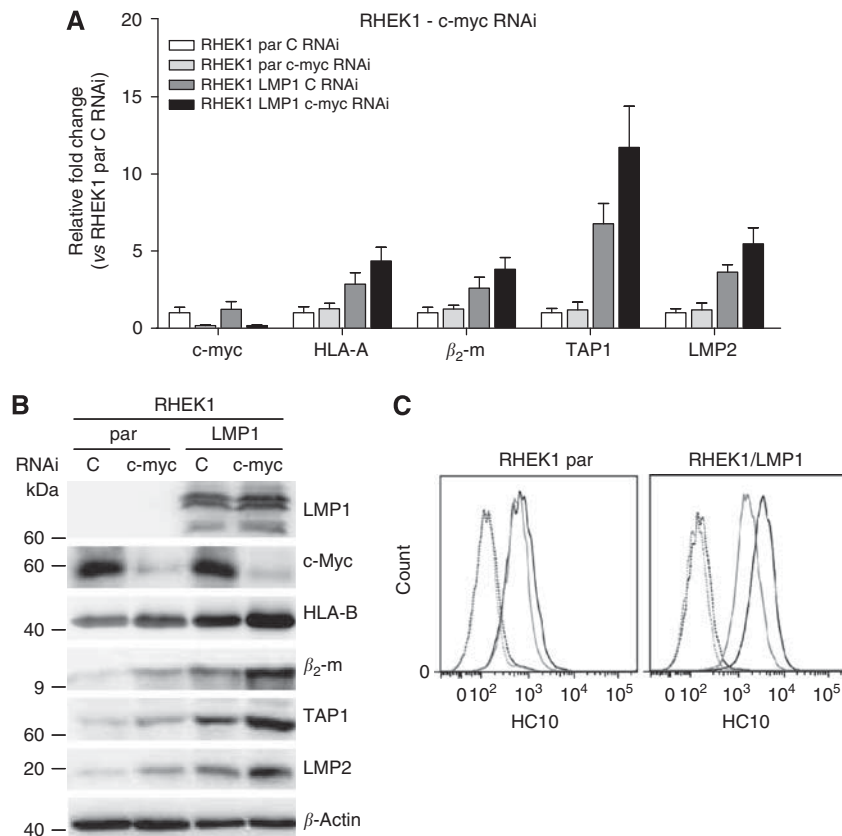 A
RHEK1 - c-myc RNAi
Relative fold change
(vs RHEK1 par C RNAi)
20
15
10
5
0
RHEK1 par C RNAi
RHEK1 par c-myc RNAi
RHEK1 LMP1 C RNAi
RHEK1 LMP1 c-myc RNAi
c-myc HLA-A β₂-m TAP1 LMP2
B
RHEK1
par LMP1
RNAi C c-myc C c-myc
kDa
LMP1
60
60 c-Myc
HLA-B
40
β₂-m
9
TAP1
60
20 LMP2
β-Actin
40
C
RHEK1 par RHEK1/LMP1
Count
0
0 10² 10³ 10⁴ 10⁵ 0 10² 10³ 10⁴ 10⁵
HC10 HC10